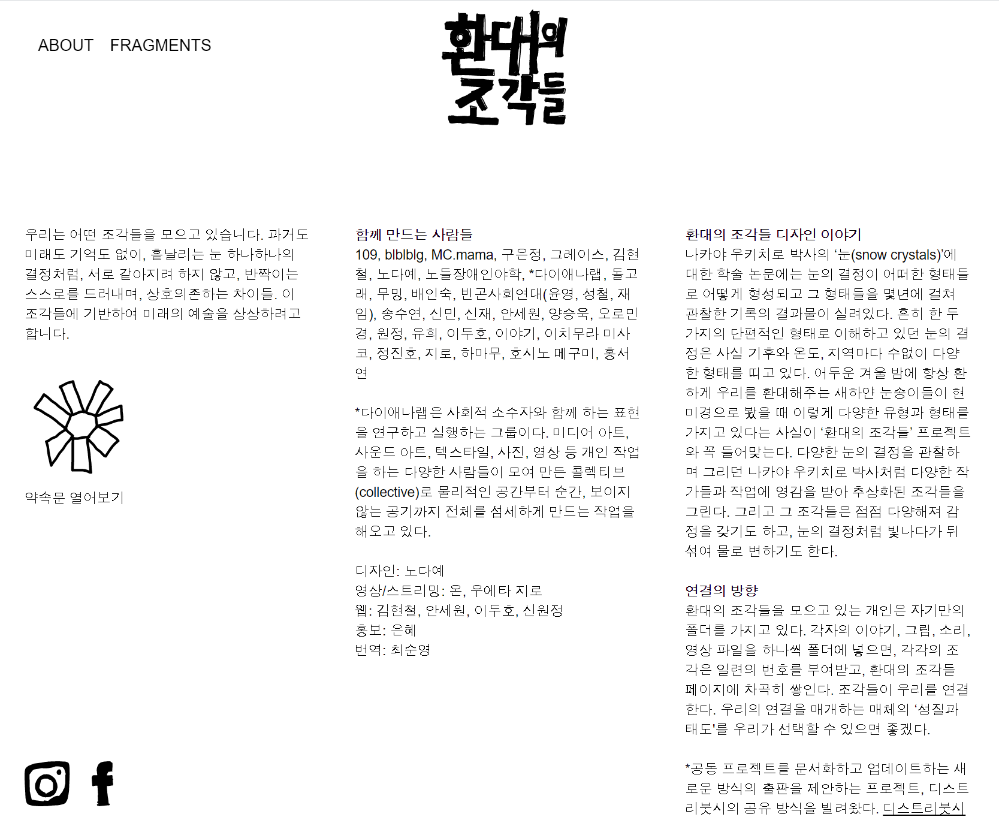 ABOUT FRAGMENTS
환대의
조각들
우리는 어떤 조각들을 모으고 있습니다. 과거도
미래도 기억도 없이, 흩날리는 눈 하나하나의
결정처럼, 서로 같아지려 하지 않고, 반짝이는
스스로를 드러내며, 상호의존하는 차이들. 이
조각들에 기반하여 미래의 예술을 상상하려고
합니다.
약속문 열어보기
함께 만드는 사람들
109, blblblg, MC.mama, 구은정, 그레이스, 김현
철, 노다예, 노들장애인야학, *다이애나랩, 돌고
래, 무밍, 배인숙, 빈곤사회연대(윤영, 성철, 재
임), 송수연, 신민, 신재, 안세원, 양승욱, 오로민
경, 원정, 유희, 이두호, 이야기, 이치무라 미사
코, 정진호, 지로, 하마무, 호시노 메구미, 홍서
연
*다이애나랩은 사회적 소수자와 함께 하는 표현
을 연구하고 실행하는 그룹이다. 미디어 아트,
사운드 아트, 텍스타일, 사진, 영상 등 개인 작업
을 하는 다양한 사람들이 모여 만든 콜렉티브
(collective)로 물리적인 공간부터 순간, 보이지
않는 공기까지 전체를 섬세하게 만드는 작업을
해오고 있다.
디자인: 노다예
영상/스트리밍: 온, 우에타 지로
웹: 김현철, 안세원, 이두호, 신원정
홍보: 은혜
번역: 최순영
환대의 조각들 디자인 이야기
나카야 우키치로 박사의 ‘눈(snow crystals)’에
대한 학술 논문에는 눈의 결정이 어떠한 형태들
로 어떻게 형성되고 그 형태들을 몇년에 걸쳐
관찰한 기록의 결과물이 실려있다. 흔히 한 두
가지의 단편적인 형태로 이해하고 있던 눈의 결
정은 사실 기후와 온도, 지역마다 수없이 다양
한 형태를 띠고 있다. 어두운 겨울 밤에 항상 환
하게 우리를 환대해주는 새하얀 눈송이들이 현
미경으로 봤을 때 이렇게 다양한 유형과 형태를
가지고 있다는 사실이 ‘환대의 조각들’ 프로젝트
와 꼭 들어맞는다. 다양한 눈의 결정을 관찰하
며 그리던 나카야 우키치로 박사처럼 다양한 작
가들과 작업에 영감을 받아 추상화된 조각들을
그린다. 그리고 그 조각들은 점점 다양해져 감
정을 갖기도 하고, 눈의 결정처럼 빛나다가 뒤
섞여 물로 변하기도 한다.
연결의 방향
환대의 조각들을 모으고 있는 개인은 자기만의
폴더를 가지고 있다. 각자의 이야기, 그림, 소리,
영상 파일을 하나씩 폴더에 넣으면, 각각의 조
각은 일련의 번호를 부여받고, 환대의 조각들
페이지에 차곡히 쌓인다. 조각들이 우리를 연결
한다. 우리의 연결을 매개하는 매체의 ‘성질과
태도'를 우리가 선택할 수 있으면 좋겠다.
*공동 프로젝트를 문서화하고 업데이트하는 새
로운 방식의 출판을 제안하는 프로젝트, 디스트
리븃시의 공유 방식을 빌려왔다. 디스트리븃시